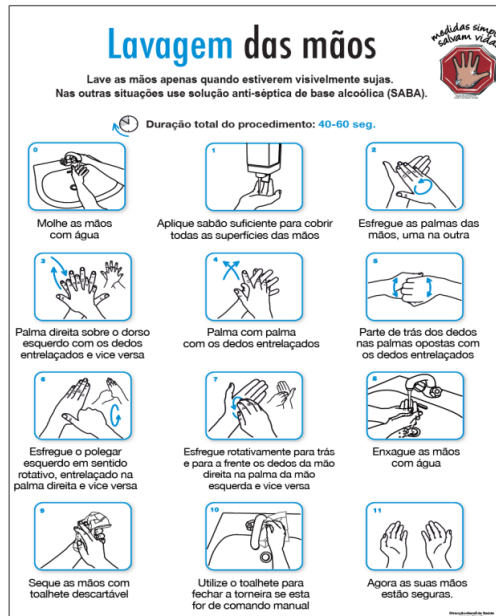 Lavagem das mãos
medidas simples
salvam vidas
Lave as mãos apenas quando estiverem visivelmente sujas.
Nas outras situações use solução anti-séptica de base alcoólica (SABA).
Duração total do procedimento: 40-60 seg.
0
Molhe as mãos
com água
1
Aplique sabão suficiente para cobrir
todas as superfícies das mãos
2
Esfregue as palmas das
mãos, uma na outra
3
Palma direita sobre o dorso
esquerdo com os dedos
entrelaçados e vice versa
4
Palma com palma
com os dedos entrelaçados
5
Parte de trás dos dedos
nas palmas opostas com
os dedos entrelaçados
6
Esfregue o polegar
esquerdo em sentido
rotativo, entrelaçado na
palma direita e vice versa
7
Esfregue rotativamente para trás
e para a frente os dedos da mão
direita na palma da mão
esquerda e vice versa
8
Enxague as mãos
com água
9
Seque as mãos com
toalhete descartável
10
Utilize o toalhete para
fechar a torneira se esta
for de comando manual
11
Agora as suas mãos
estão seguras.